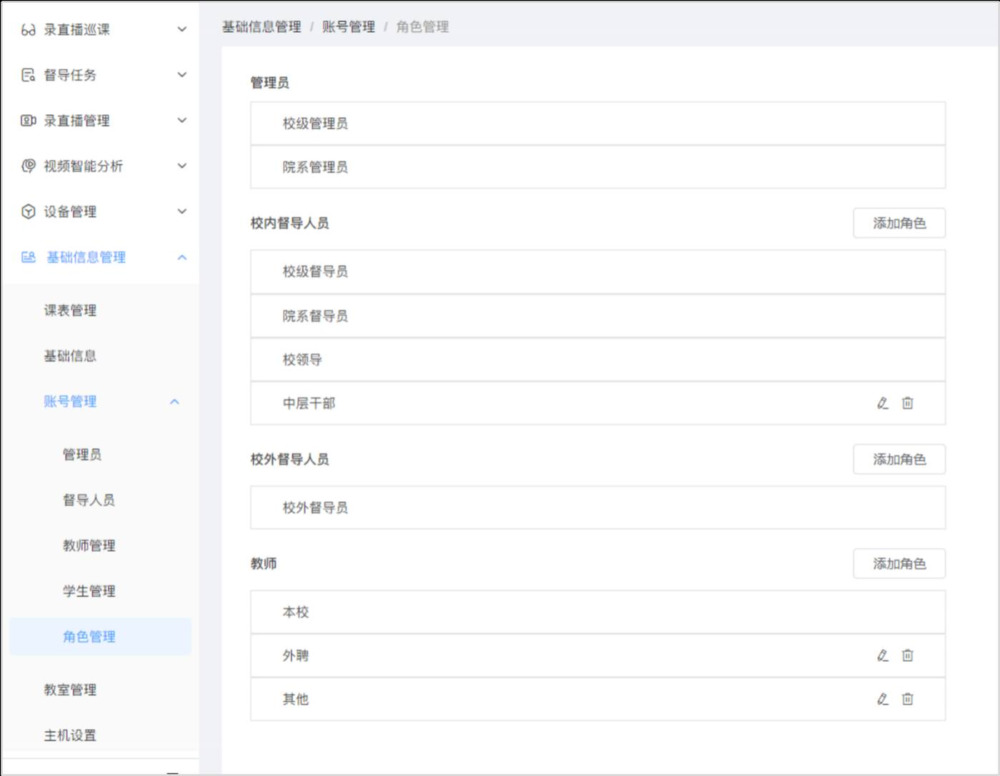 录直播巡课
督导任务
录直播管理
视频智能分析
设备管理
基础信息管理
课表管理
基础信息
账号管理
管理员
督导人员
教师管理
学生管理
角色管理
教室管理
主机设置
基础信息管理 / 账号管理 / 角色管理
管理员
校级管理员
院系管理员
校内督导人员 添加角色
校级督导员
院系督导员
校领导
中层干部
校外督导人员 添加角色
校外督导员
教师 添加角色
本校
外聘
其他